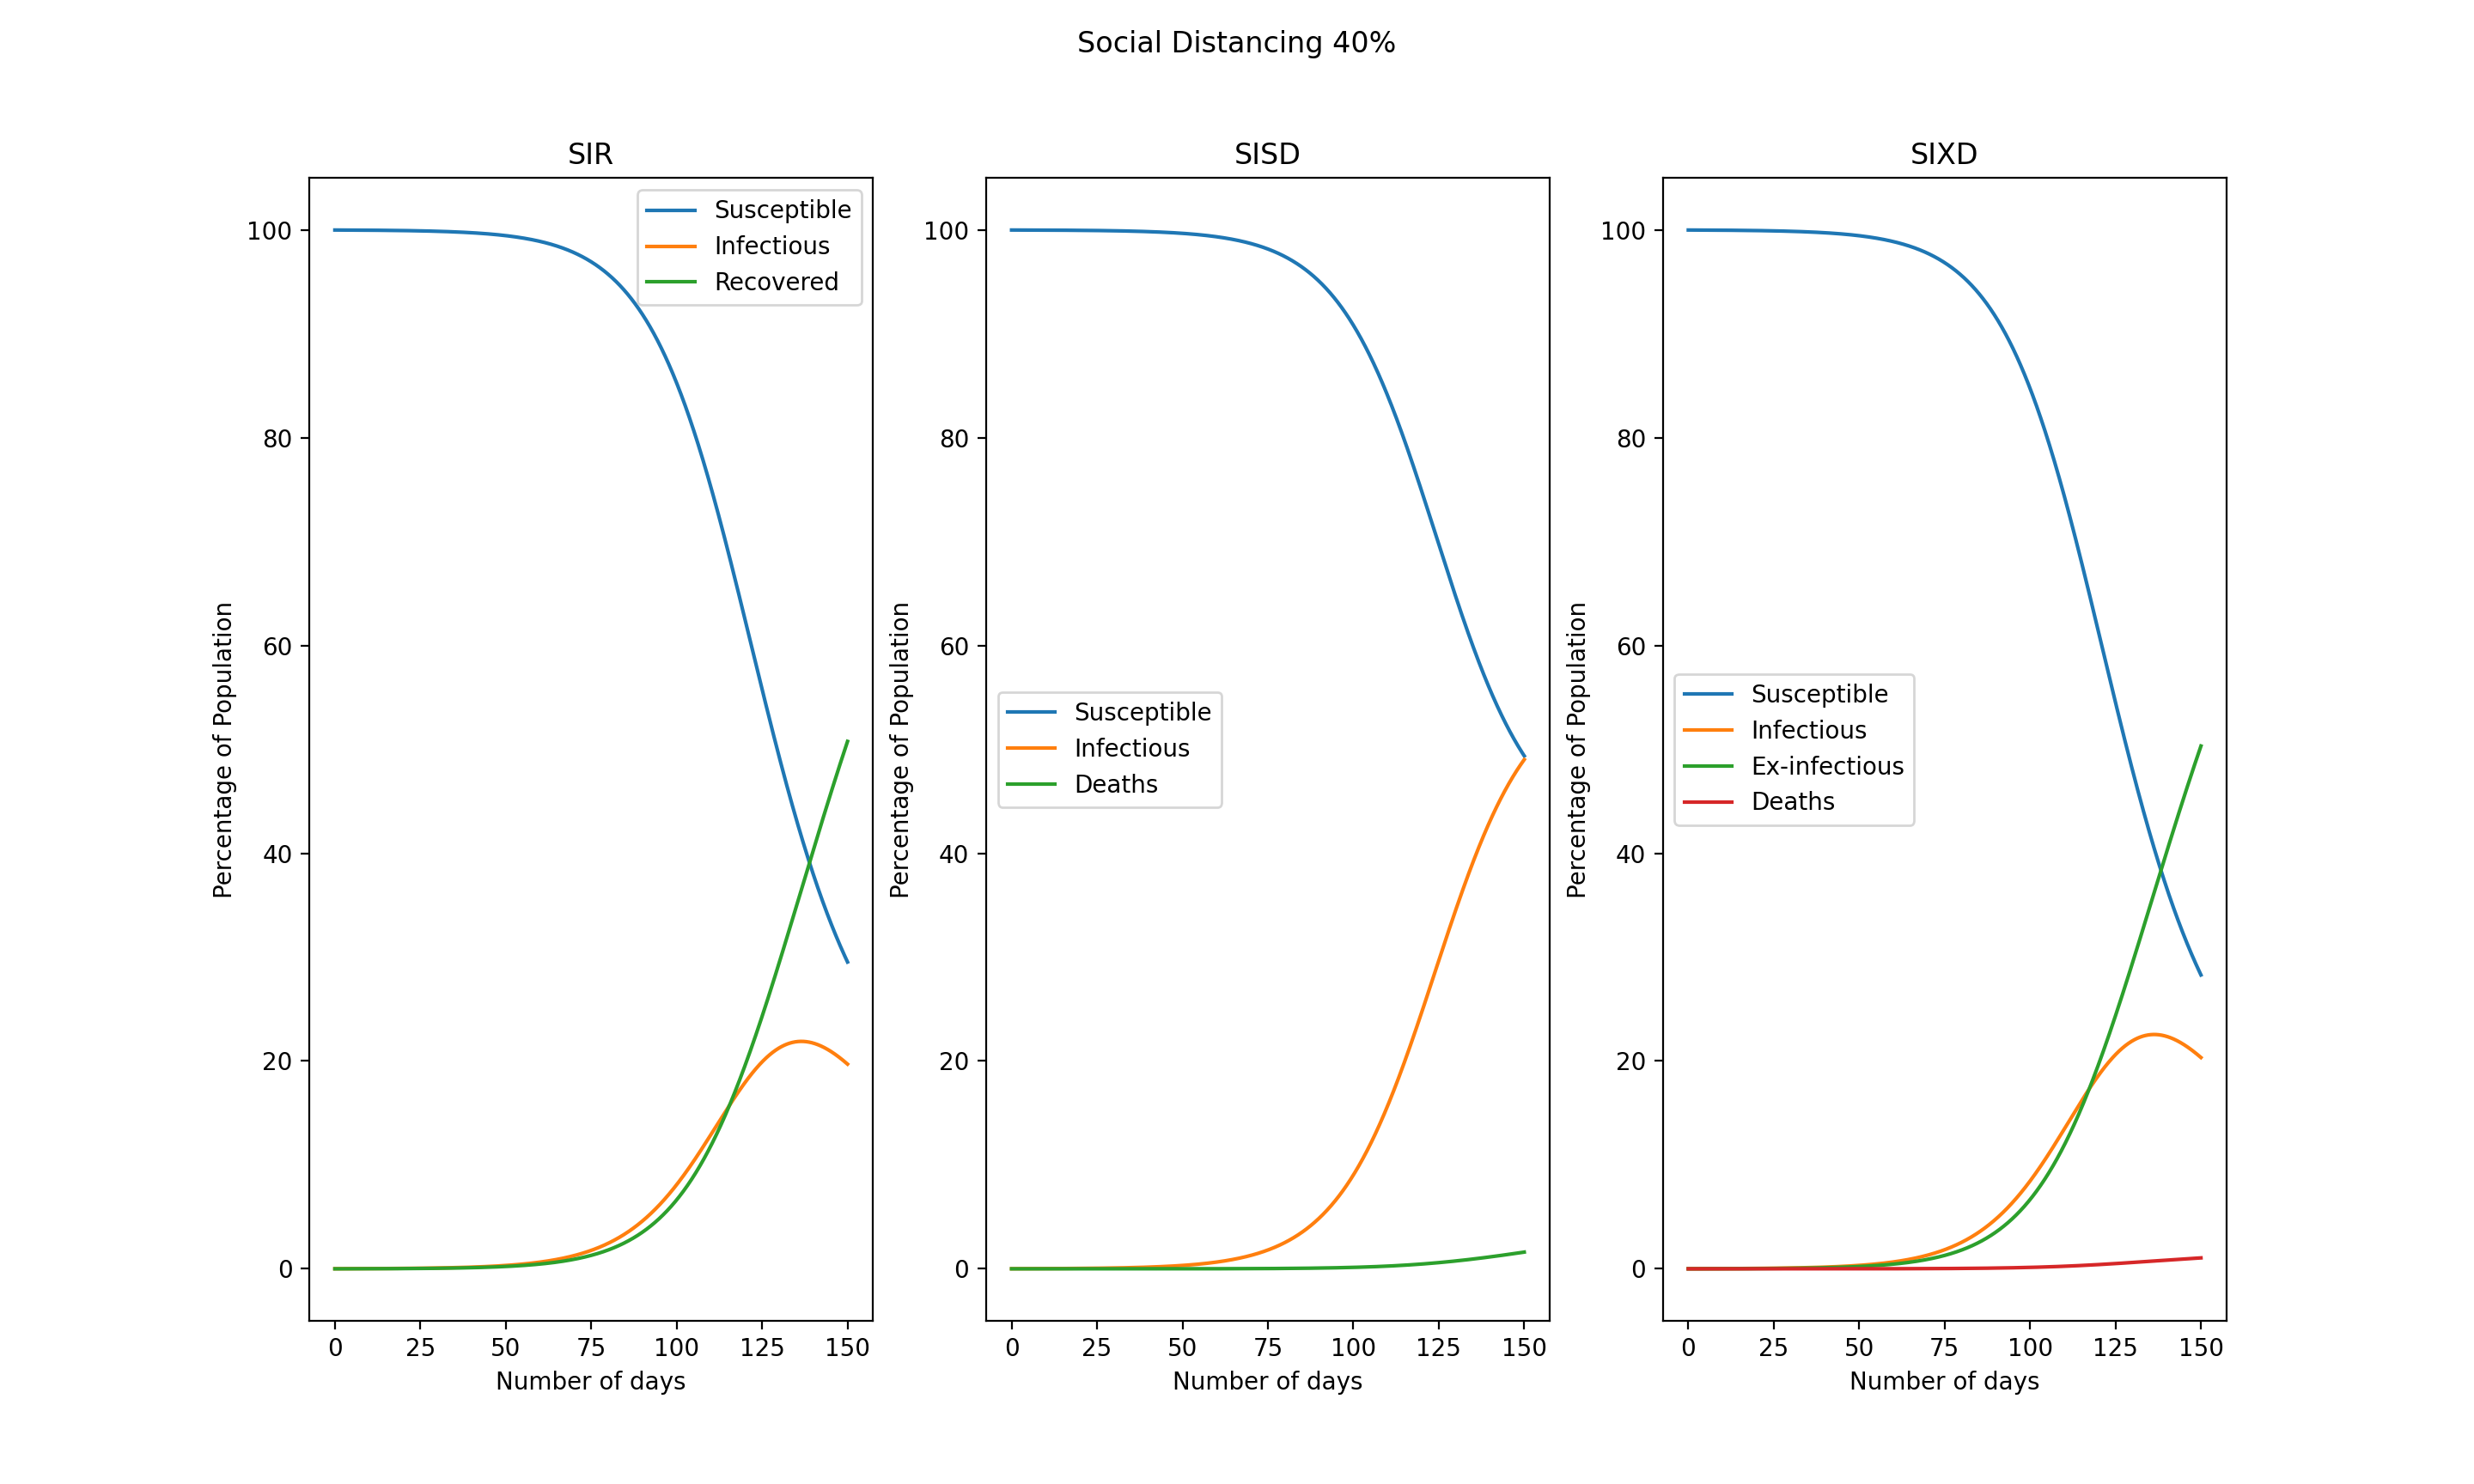 Social Distancing 40%
SIR
Susceptible
Infectious
Recovered
100
80
60
40
20
0
Percentage of Population
0 25 50 75 100 125 150
Number of days
SISD
Susceptible
Infectious
Deaths
100
80
60
40
20
0
Percentage of Population
0 25 50 75 100 125 150
Number of days
SIXD
Susceptible
Infectious
Ex-infectious
Deaths
100
80
60
40
20
0
Percentage of Population
0 25 50 75 100 125 150
Number of days